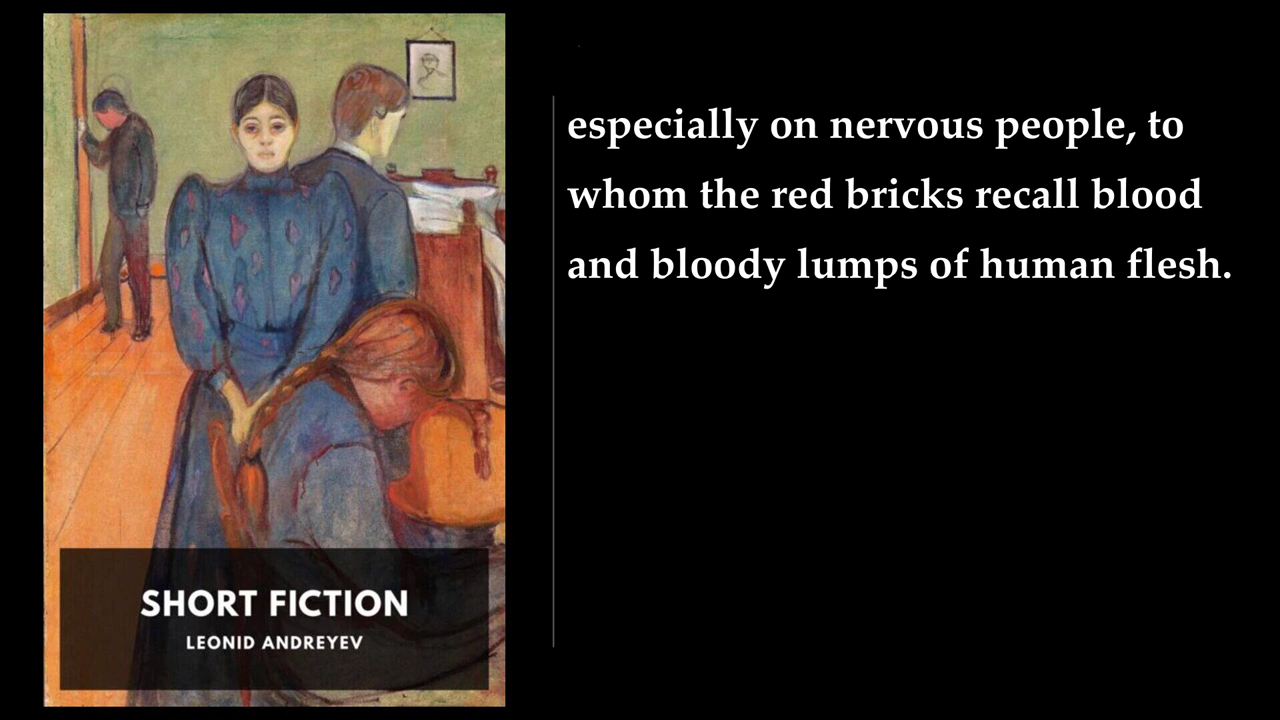 SHORT FICTION
LEONID ANDREYEV
especially on nervous people, to
whom the red bricks recall blood
and bloody lumps of human flesh.